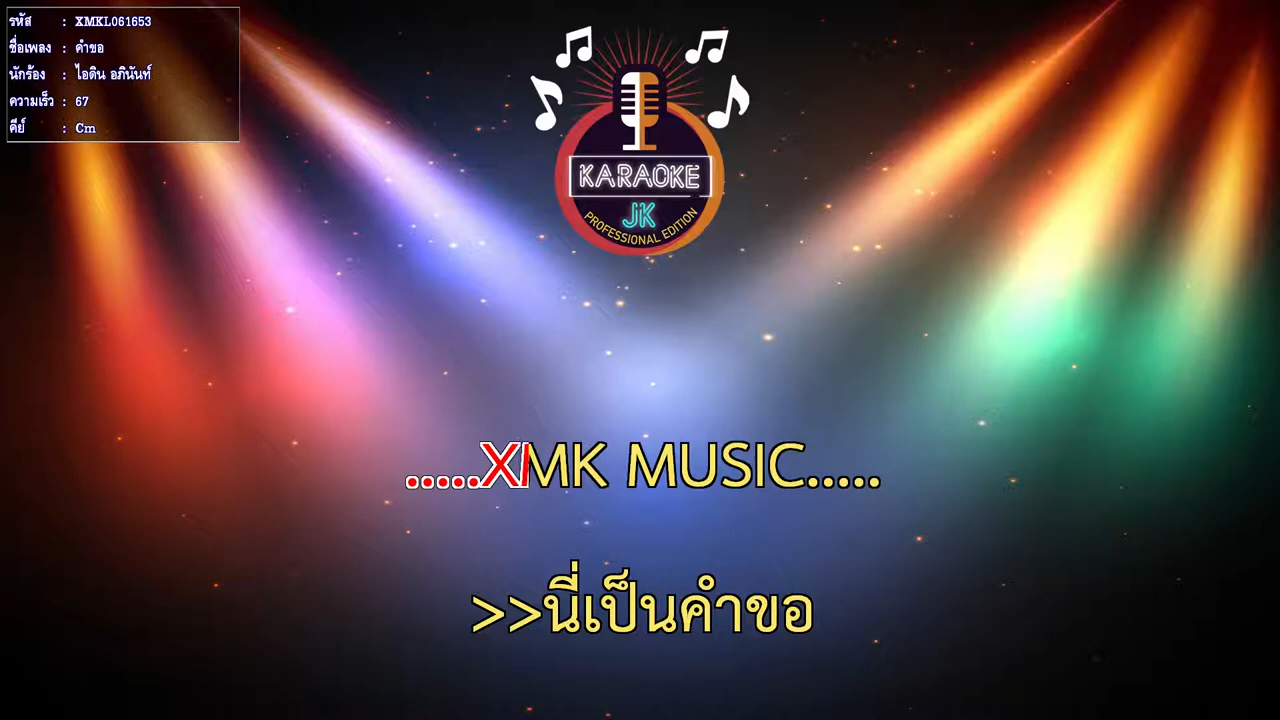 รหัส : XMKL061653
ชื่อเพลง : คำขอ
นักร้อง : ไอดิน อภินันท์
ความเร็ว : 67
คีย์ : Cm
KARAOKE
JK
PROFESSIONAL EDITION
.....XMK MUSIC.....
>>นี่เป็นคำขอ